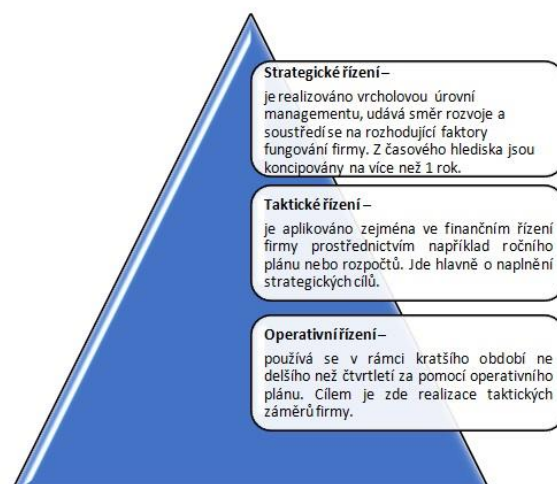 Strategické řízení –
je realizováno vrcholovou úrovní
managementu, udává směr rozvoje a
soustředí se na rozhodující faktory
fungování firmy. Z časového hlediska jsou
koncipovány na více než 1 rok.
Taktické řízení –
je aplikováno zejména ve finančním řízení
firmy prostřednictvím například ročního
plánu nebo rozpočtů. Jde hlavně o naplnění
strategických cílů.
Operativní řízení –
používá se v rámci kratšího období ne
delšího než čtvrtletí za pomocí operativního
plánu. Cílem je zde realizace taktických
záměrů firmy.